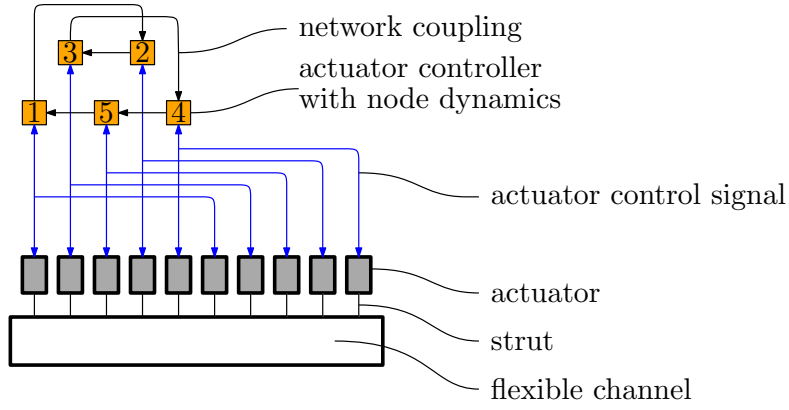 network coupling
3 2
actuator controller
with node dynamics
1 5 4
actuator control signal
actuator
strut
flexible channel